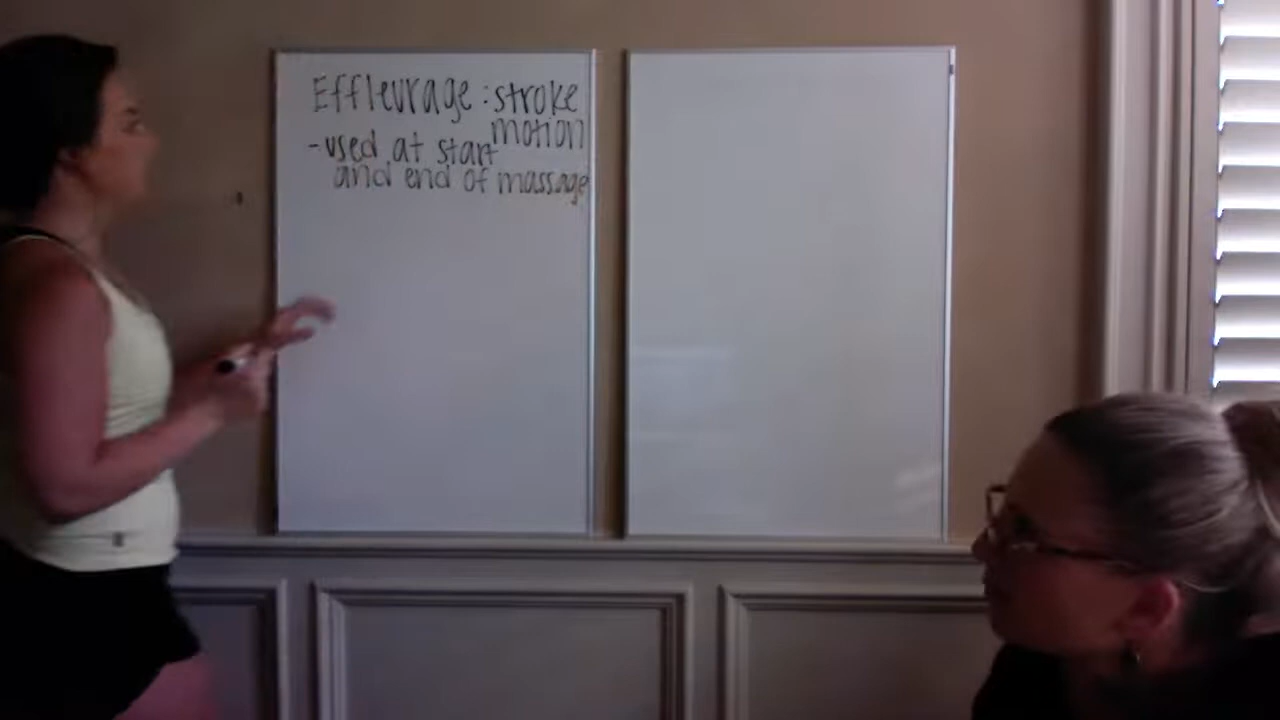 Effleurage : stroke
motion
- used at start
and end of massage